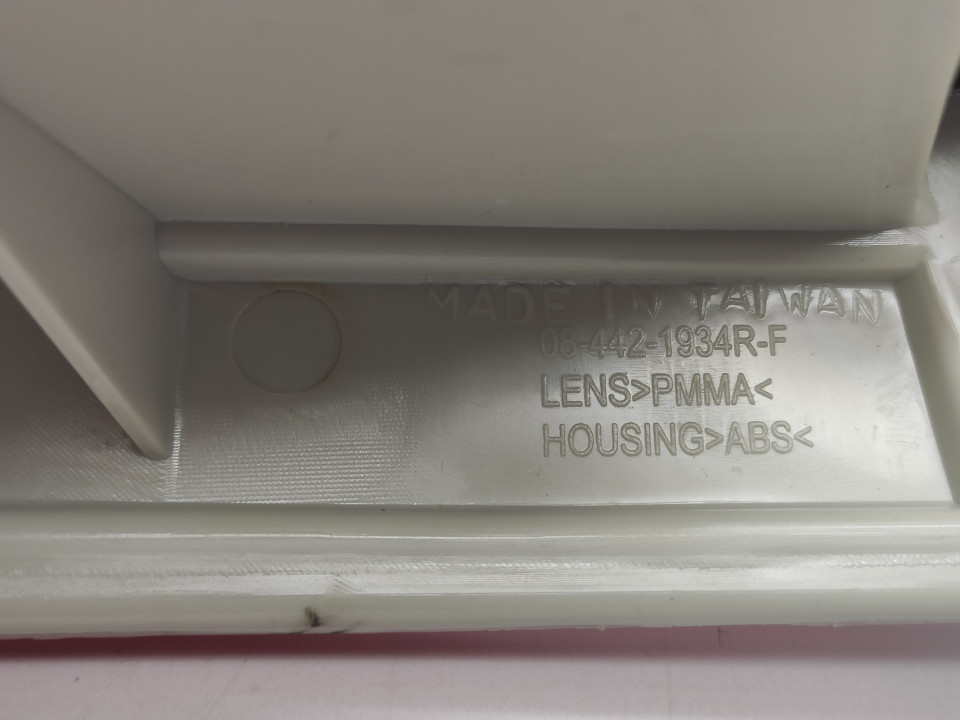 MADE IN TAIWAN
08-442-1934R-F
LENS>PMMA<
HOUSING>ABS<